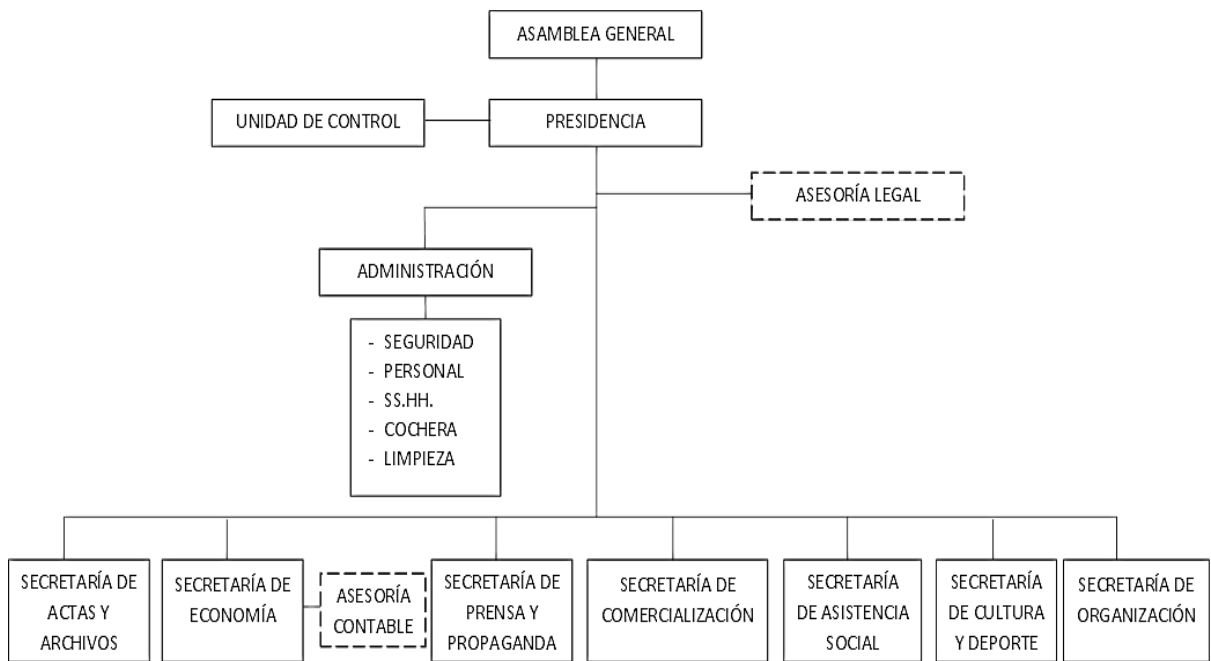 ASAMBLEA GENERAL
UNIDAD DE CONTROL
PRESIDENCIA
ASESORÍA LEGAL
ADMINISTRACIÓN
- SEGURIDAD
- PERSONAL
- SS.HH.
- COCHERA
- LIMPIEZA
SECRETARÍA DE
ACTAS Y
ARCHIVOS
SECRETARÍA DE
ECONOMÍA
ASESORÍA
CONTABLE
SECRETARÍA DE
PRENSA Y
PROPAGANDA
SECRETARÍA DE
COMERCIALIZACIÓN
SECRETARÍA
DE ASISTENCIA
SOCIAL
SECRETARÍA
DE CULTURA
Y DEPORTE
SECRETARÍA DE
ORGANIZACIÓN